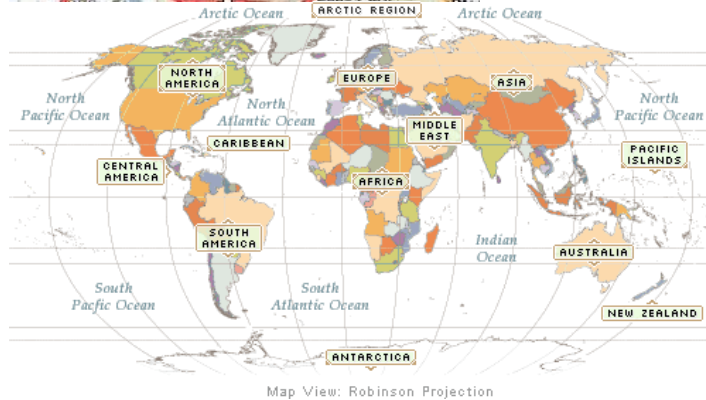 Arctic Ocean
ARCTIC REGION
Arctic Ocean
NORTH
AMERICA
EUROPE
ASIA
North
Pacific Ocean
North
Atlantic Ocean
North
Pacific Ocean
MIDDLE
EAST
CARIBBEAN
PACIFIC
ISLANDS
CENTRAL
AMERICA
AFRICA
SOUTH
AMERICA
Indian
Ocean
AUSTRALIA
South
Pacfic Ocean
South
Atlantic Ocean
NEW ZEALAND
ANTARCTICA
Map View: Robinson Projection